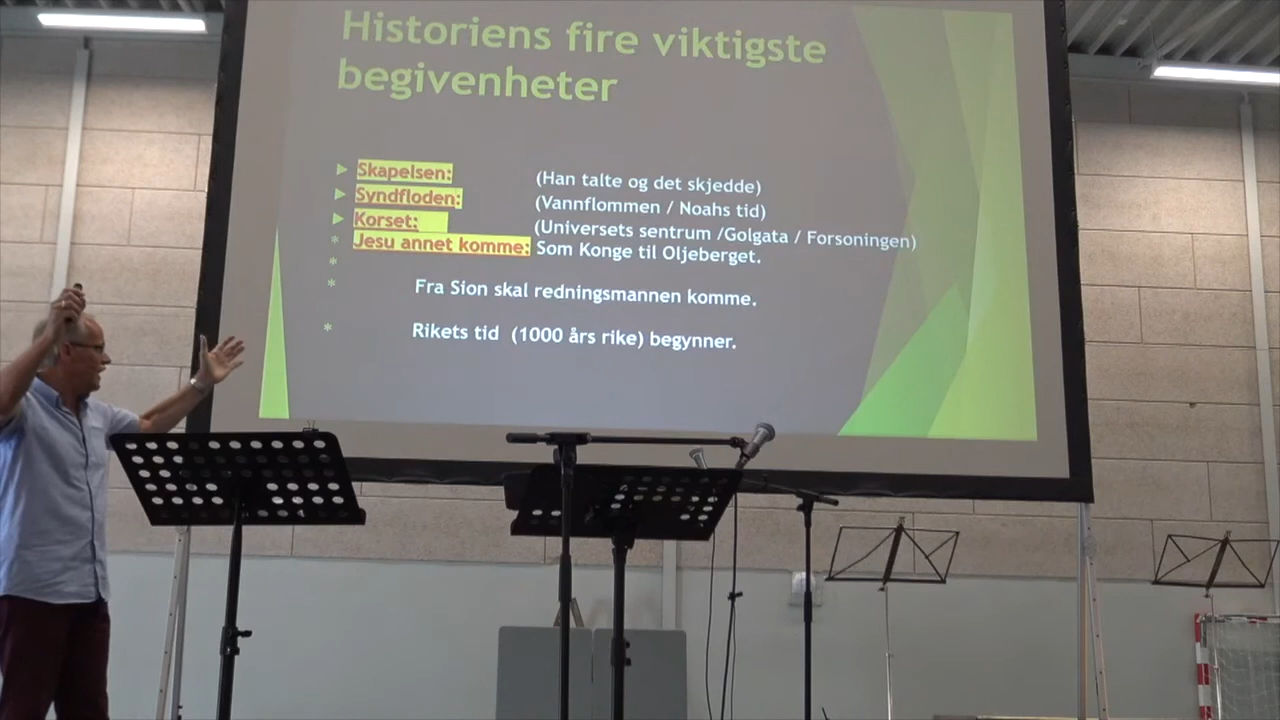 Historiens fire viktigste
begivenheter
Skapelsen: (Han talte og det skjedde)
Syndfloden: (Vannflommen / Noahs tid)
Korset: (Universets sentrum /Golgata / Forsoningen)
Jesu annet komme: Som Konge til Oljeberget.
Fra Sion skal redningsmannen komme.
Rikets tid (1000 års rike) begynner.